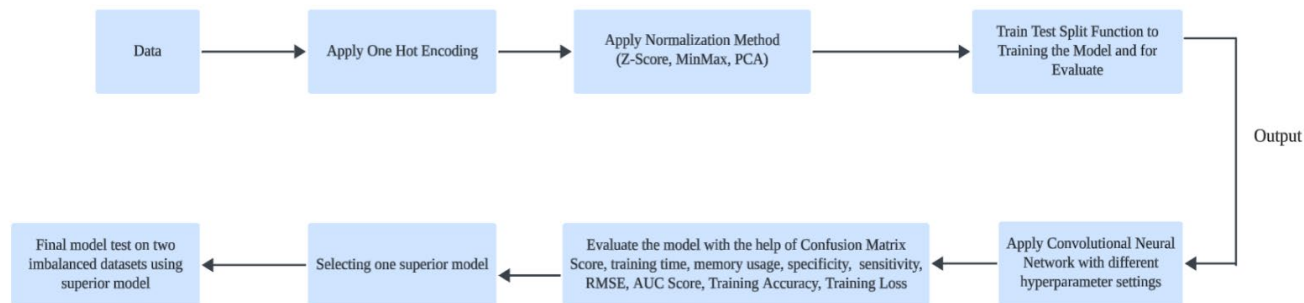 Data
Apply One Hot Encoding
Apply Normalization Method
(Z-Score, MinMax, PCA)
Train Test Split Function to
Training the Model and for
Evaluate
Output
Apply Convolutional Neural
Network with different
hyperparameter settings
Evaluate the model with the help of Confusion Matrix
Score, training time, memory usage, specificity, sensitivity,
RMSE, AUC Score, Training Accuracy, Training Loss
Selecting one superior model
Final model test on two
imbalanced datasets using
superior model